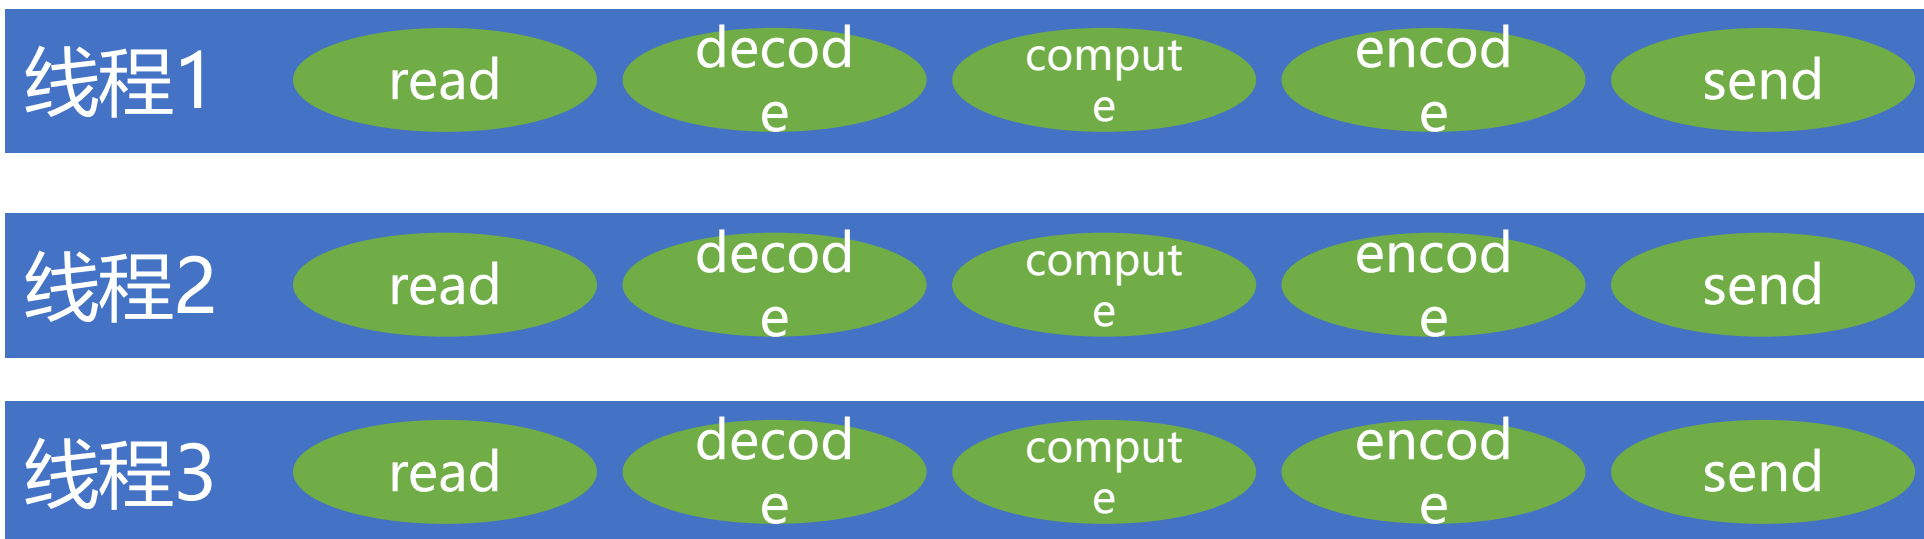 线程1
read
decod
e
comput
e
encod
e
send
线程2
read
decod
e
comput
e
encod
e
send
线程3
read
decod
e
comput
e
encod
e
send